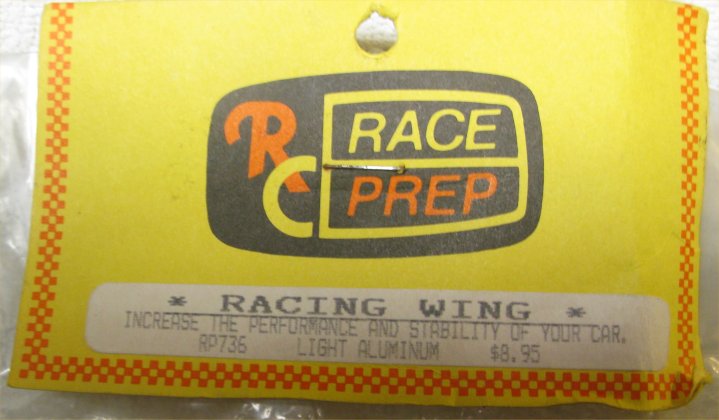 RC RACE
PREP
* RACING WING *
INCREASE THE PERFORMANCE AND STABILITY OF YOUR CAR.
RP736 LIGHT ALUMINUM $8.95